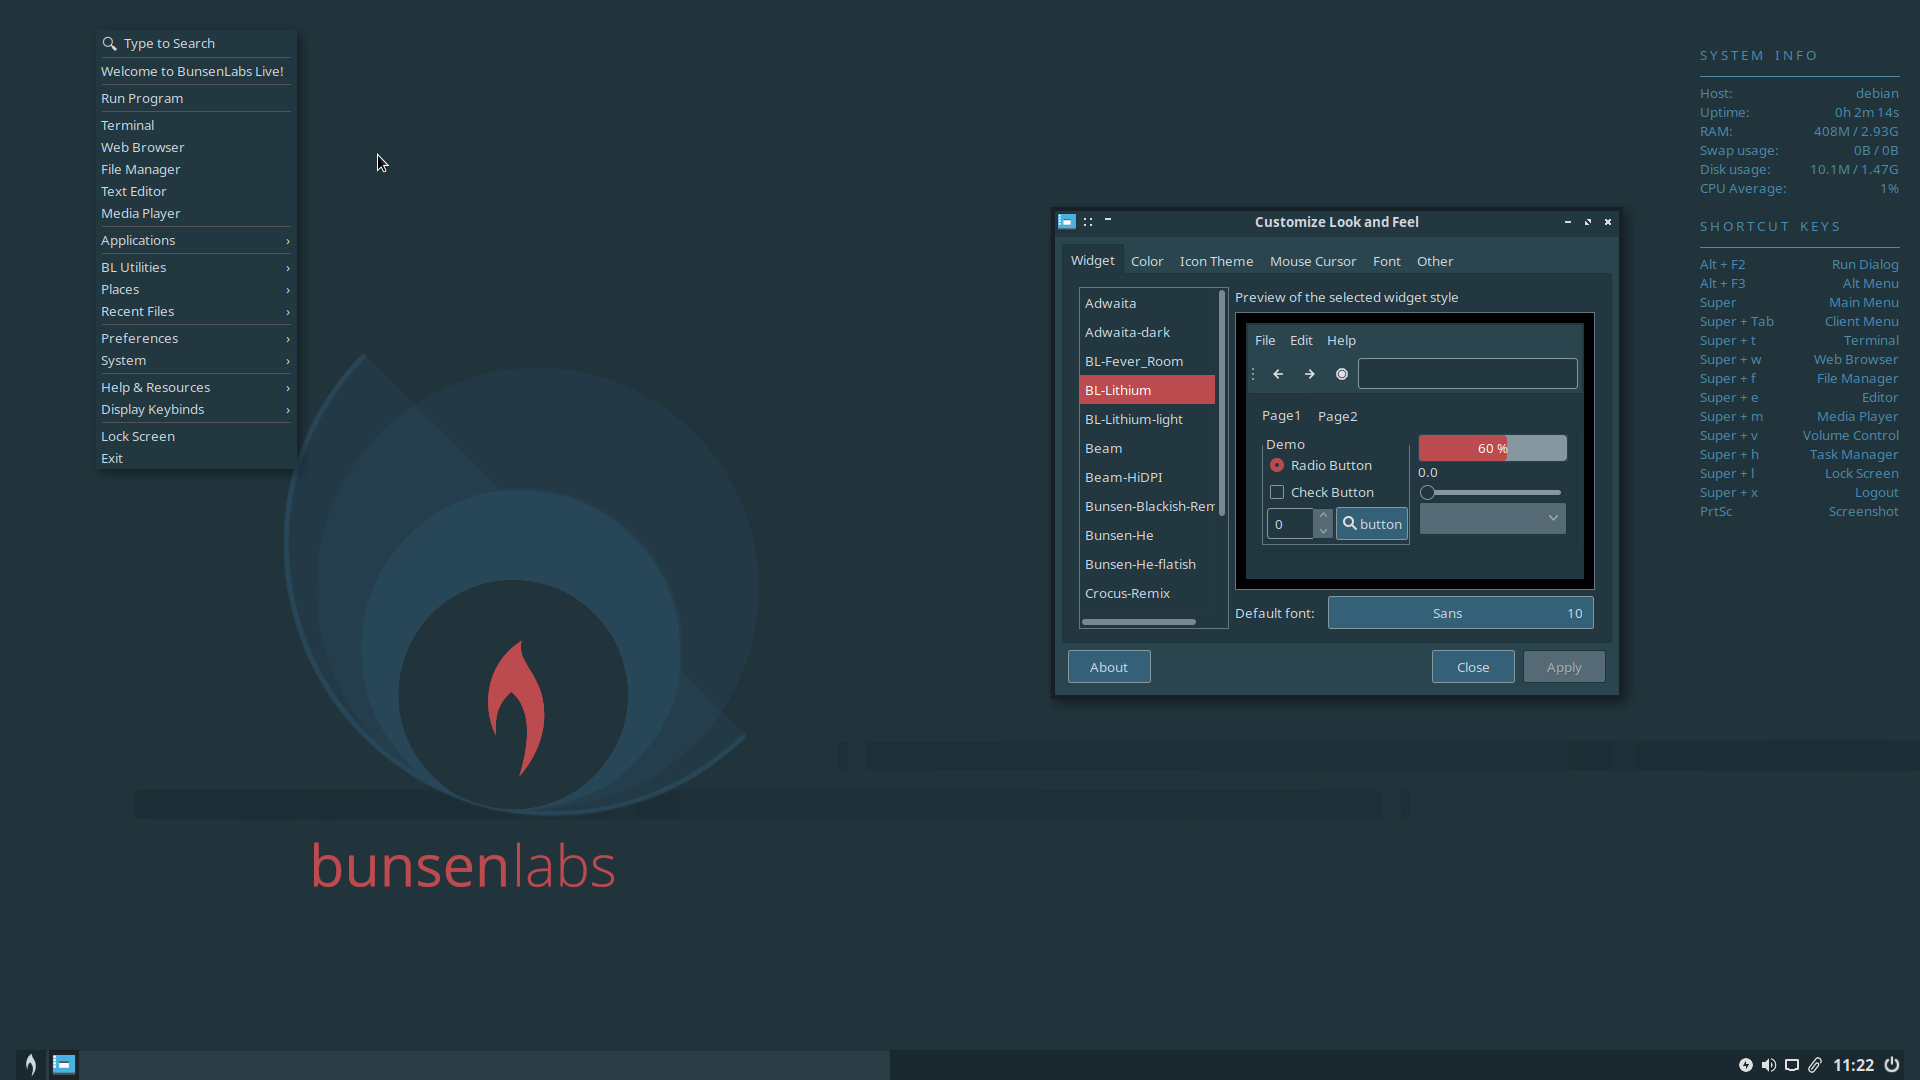 Type to Search
Welcome to BunsenLabs Live!
Run Program
Terminal
Web Browser
File Manager
Text Editor
Media Player
Applications ›
BL Utilities ›
Places ›
Recent Files ›
Preferences ›
System ›
Help & Resources ›
Display Keybinds ›
Lock Screen
Exit
bunsenlabs
Customize Look and Feel
Widget Color Icon Theme Mouse Cursor Font Other
Adwaita
Adwaita-dark
BL-Fever_Room
BL-Lithium
BL-Lithium-light
Beam
Beam-HiDPI
Bunsen-Blackish-Rem
Bunsen-He
Bunsen-He-flatish
Crocus-Remix
Preview of the selected widget style
File Edit Help
Page1 Page2
Demo
Radio Button
Check Button
0 button
60 %
0.0
Default font: Sans 10
About Close Apply
SYSTEM INFO
Host: debian
Uptime: 0h 2m 14s
RAM: 408M / 2.93G
Swap usage: 0B / 0B
Disk usage: 10.1M / 1.47G
CPU Average: 1%
SHORTCUT KEYS
Alt + F2 Run Dialog
Alt + F3 Alt Menu
Super Main Menu
Super + Tab Client Menu
Super + t Terminal
Super + w Web Browser
Super + f File Manager
Super + e Editor
Super + m Media Player
Super + v Volume Control
Super + h Task Manager
Super + l Lock Screen
Super + x Logout
PrtSc Screenshot
11:22